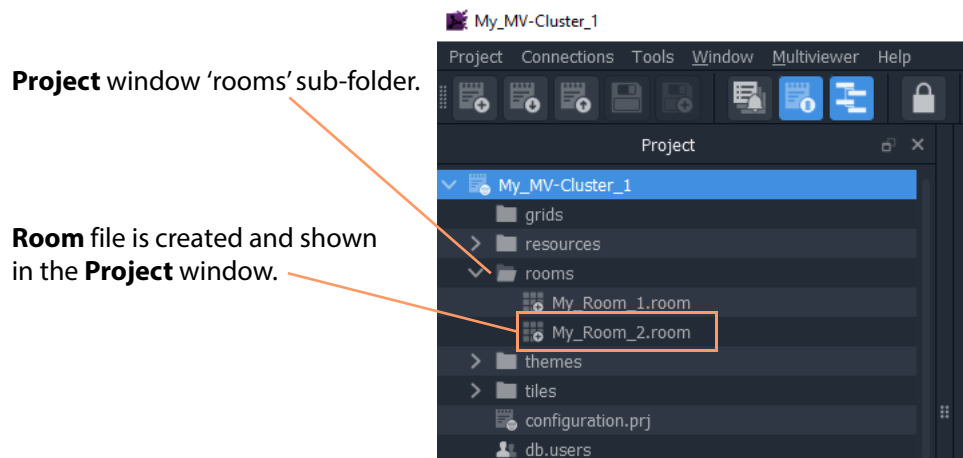 My_MV-Cluster_1
Project Connections Tools Window Multiviewer Help
Project window ‘rooms’ sub-folder.
Project
My_MV-Cluster_1
grids
Room file is created and shown
in the Project window.
resources
rooms
My_Room_1.room
My_Room_2.room
themes
tiles
configuration.prj
db.users